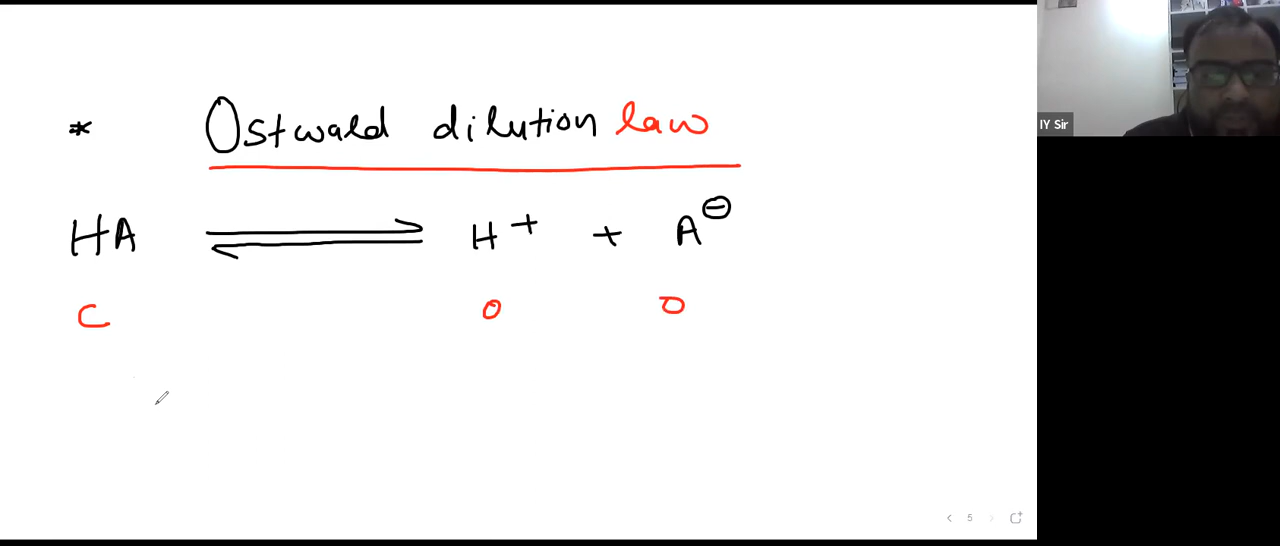 * Ostwald dilution law
HA ⇌ H⁺ + A⊖
C 0 0
IY Sir
5